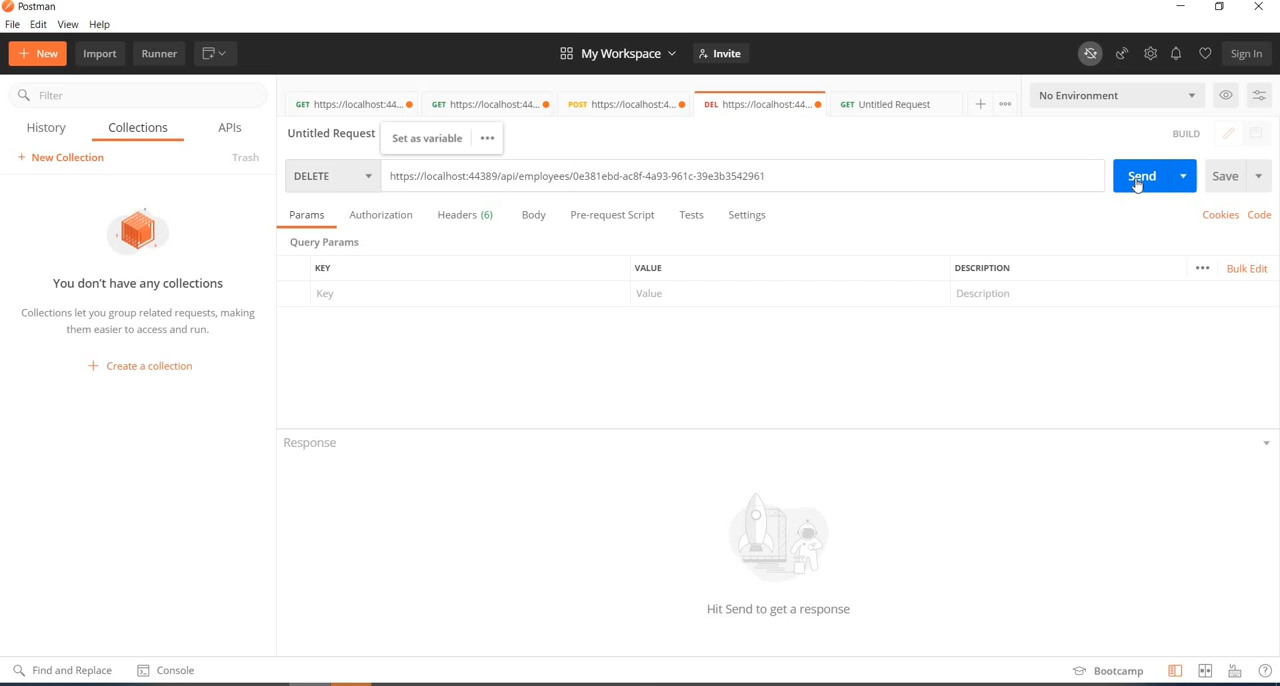 Postman
File Edit View Help
New Import Runner My Workspace Invite Sign In
Filter
History Collections APIs
+ New Collection Trash
You don't have any collections
Collections let you group related requests, making
them easier to access and run.
+ Create a collection
GET https://localhost:44... GET https://localhost:44... POST https://localhost:4... DEL https://localhost:44... GET Untitled Request + ••• No Environment
Untitled Request Set as variable ••• BUILD
DELETE https://localhost:44389/api/employees/0e381ebd-ac8f-4a93-961c-39e3b3542961 Send Save
Params Authorization Headers (6) Body Pre-request Script Tests Settings Cookies Code
Query Params
KEY VALUE DESCRIPTION ••• Bulk Edit
Key Value Description
Response
Hit Send to get a response
Find and Replace Console Bootcamp